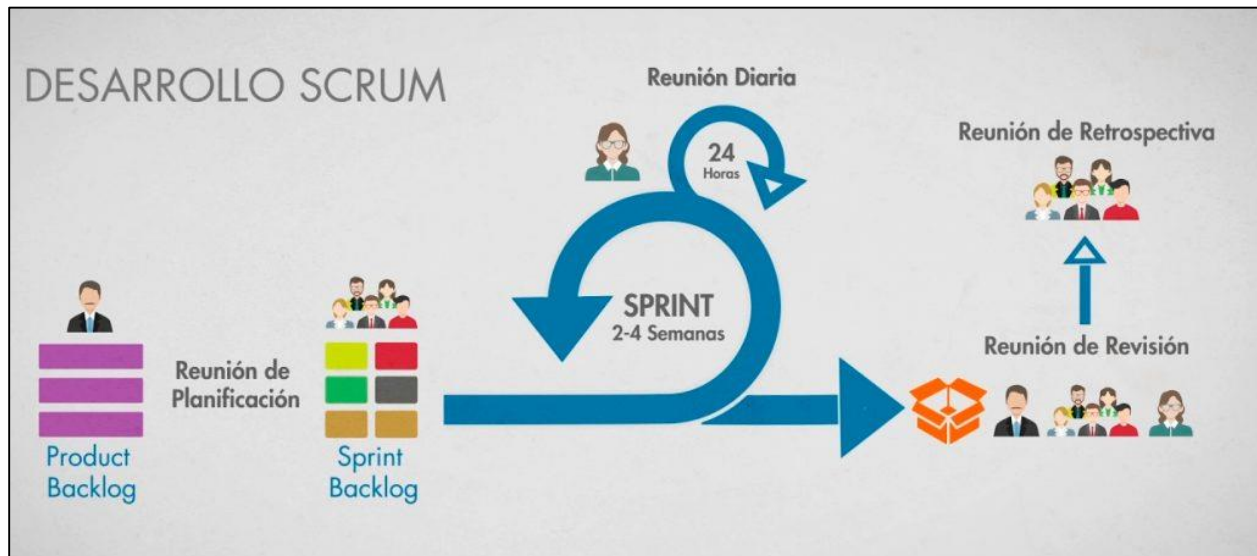 DESARROLLO SCRUM
Reunión Diaria
24
Horas
Reunión de Retrospectiva
SPRINT
2-4 Semanas
Reunión de Revisión
Reunión de
Planificación
Product
Backlog
Sprint
Backlog